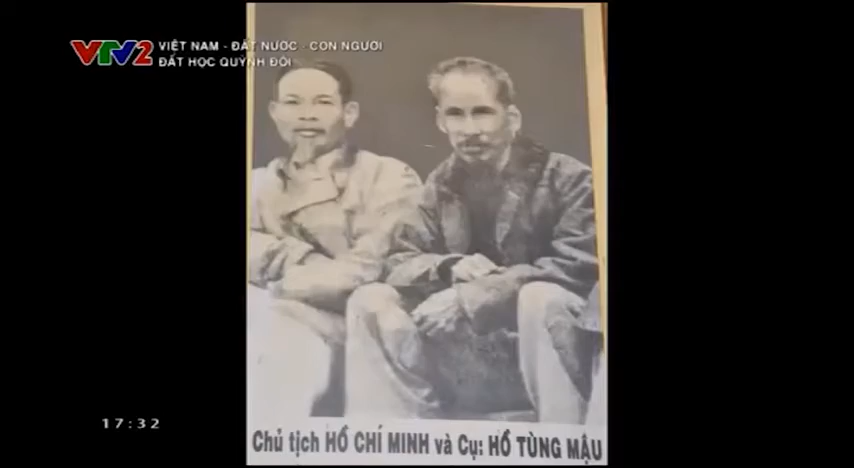 VTV2
VIỆT NAM - ĐẤT NƯỚC - CON NGƯỜI
ĐẤT HỌC QUỲNH ĐÔI
17:32
Chủ tịch HỒ CHÍ MINH và Cụ: HỒ TÙNG MẬU